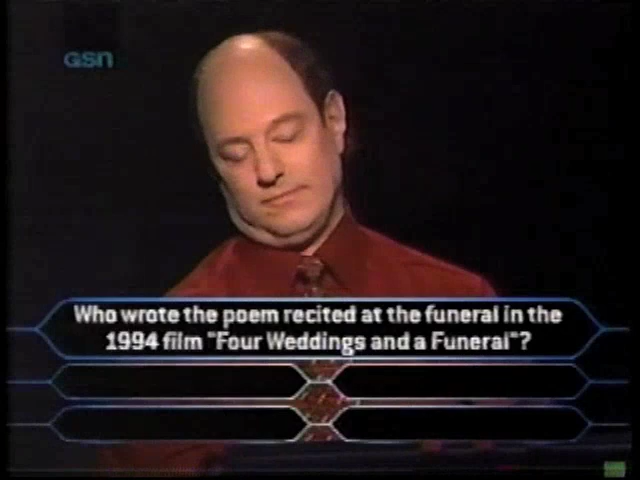 GSN
Who wrote the poem recited at the funeral in the
1994 film "Four Weddings and a Funeral"?